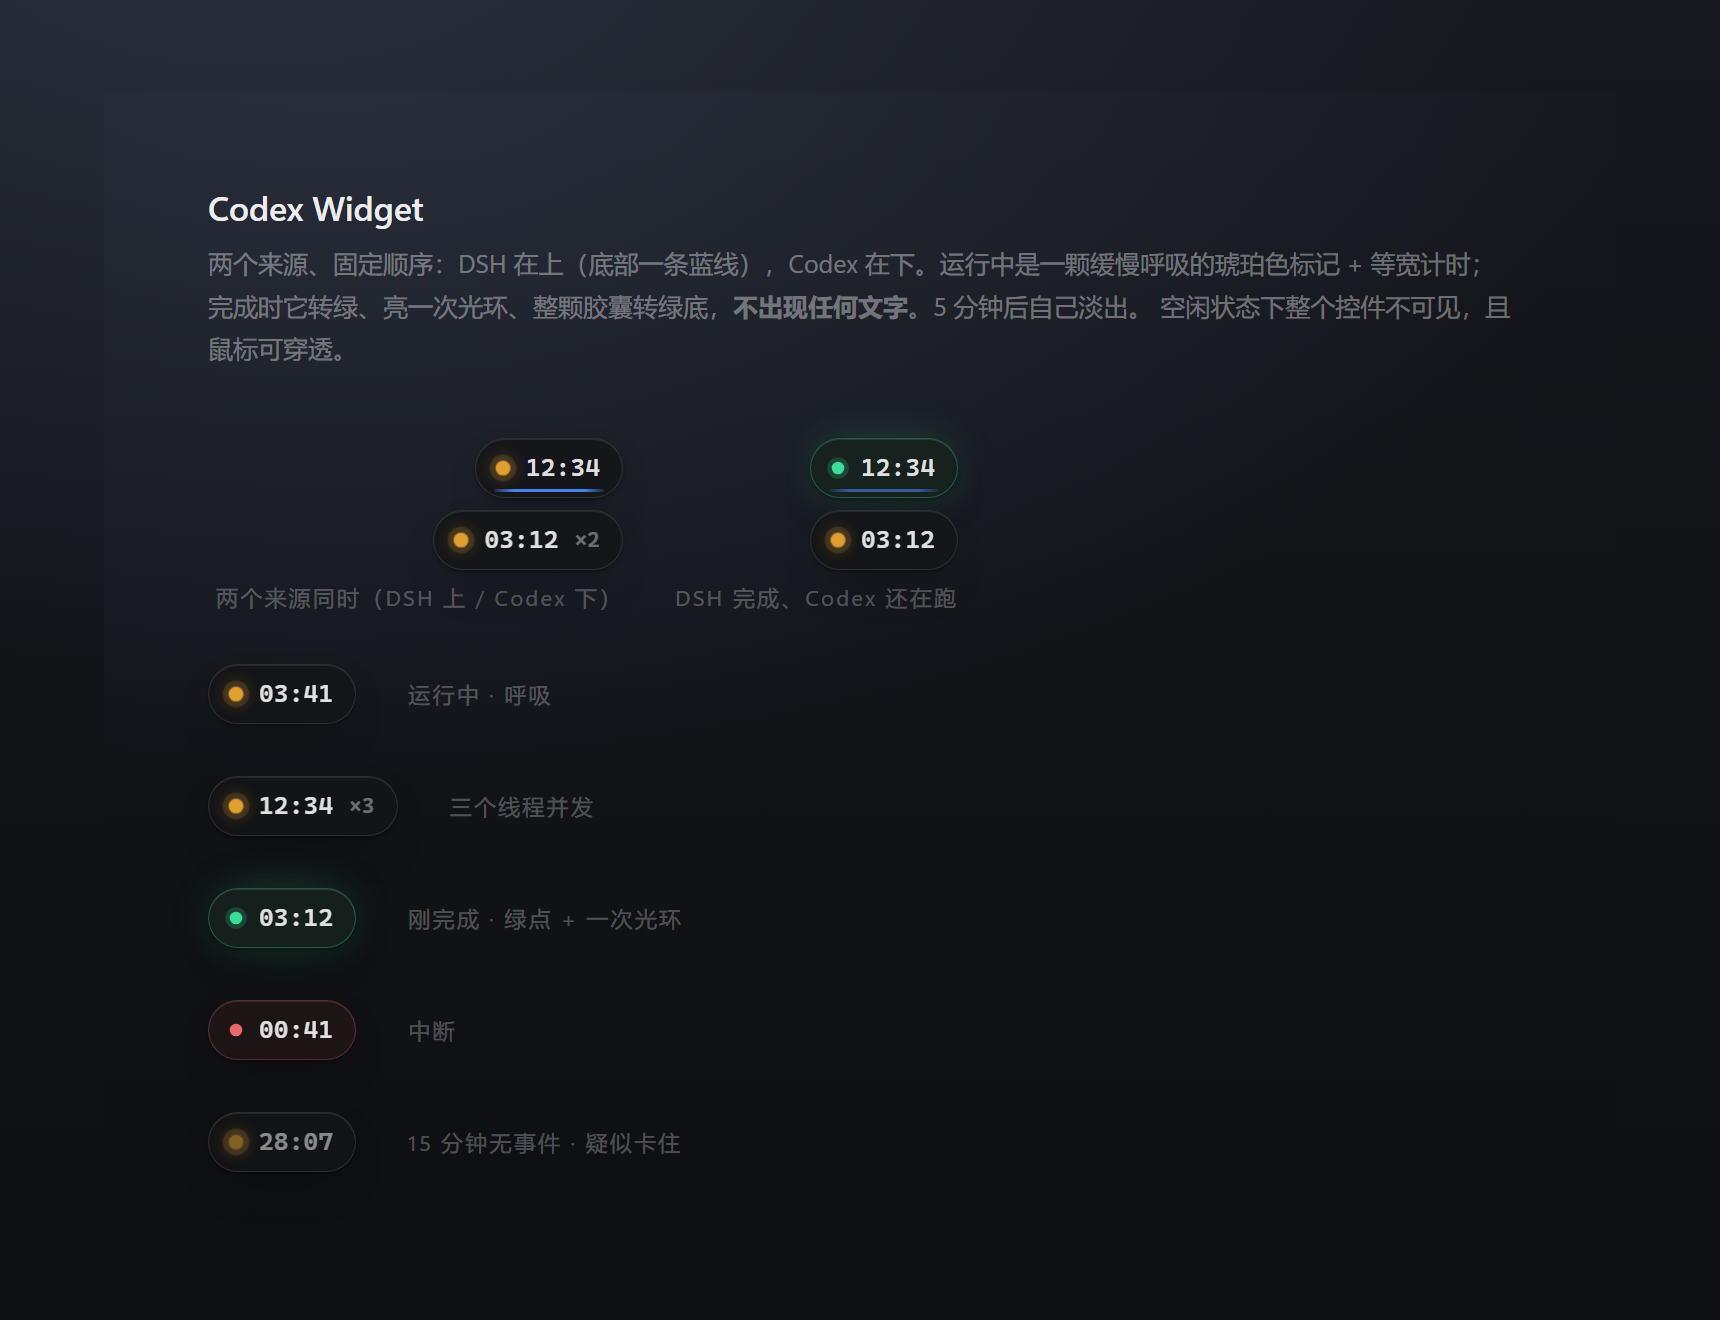 Codex Widget
两个来源、固定顺序：DSH 在上（底部一条蓝线），Codex 在下。运行中是一颗缓慢呼吸的琥珀色标记 + 等宽计时；
完成时它转绿、亮一次光环、整颗胶囊转绿底，不出现任何文字。5 分钟后自己淡出。 空闲状态下整个控件不可见，且
鼠标可穿透。
12:34
03:12 ×2
两个来源同时（DSH 上 / Codex 下）
12:34
03:12
DSH 完成、Codex 还在跑
03:41 运行中 · 呼吸
12:34 ×3 三个线程并发
03:12 刚完成 · 绿点 + 一次光环
00:41 中断
28:07 15 分钟无事件 · 疑似卡住